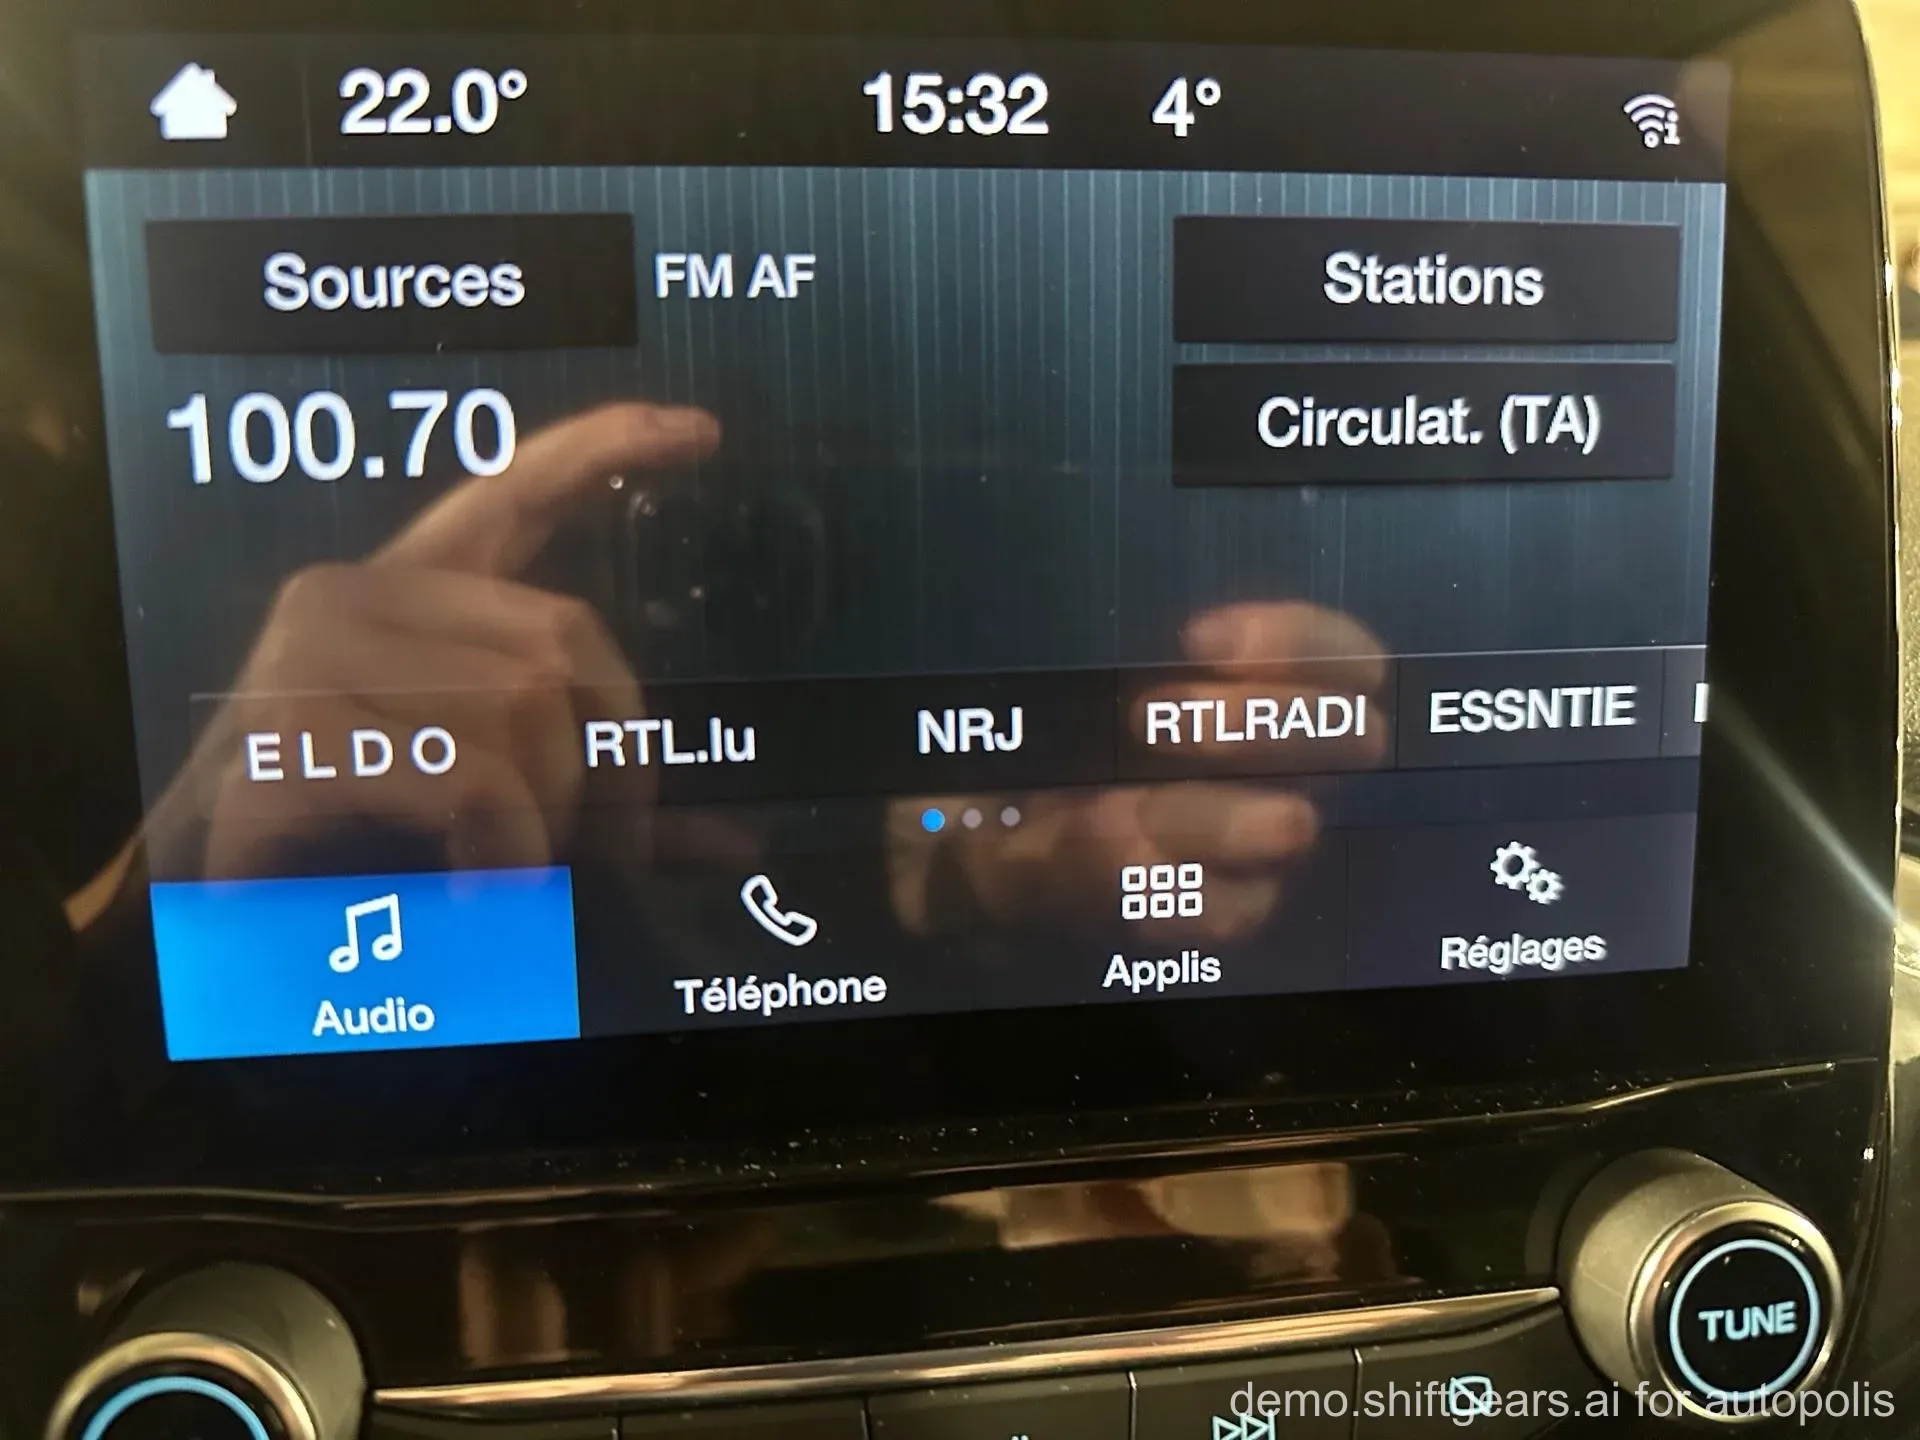 22.0° 15:32 4°
Sources FM AF Stations
100.70 Circulat. (TA)
ELDO RTL.lu NRJ RTLRADI ESSNTIE
Audio Téléphone Applis Réglages
TUNE
demo.shiftgears.ai for autopolis